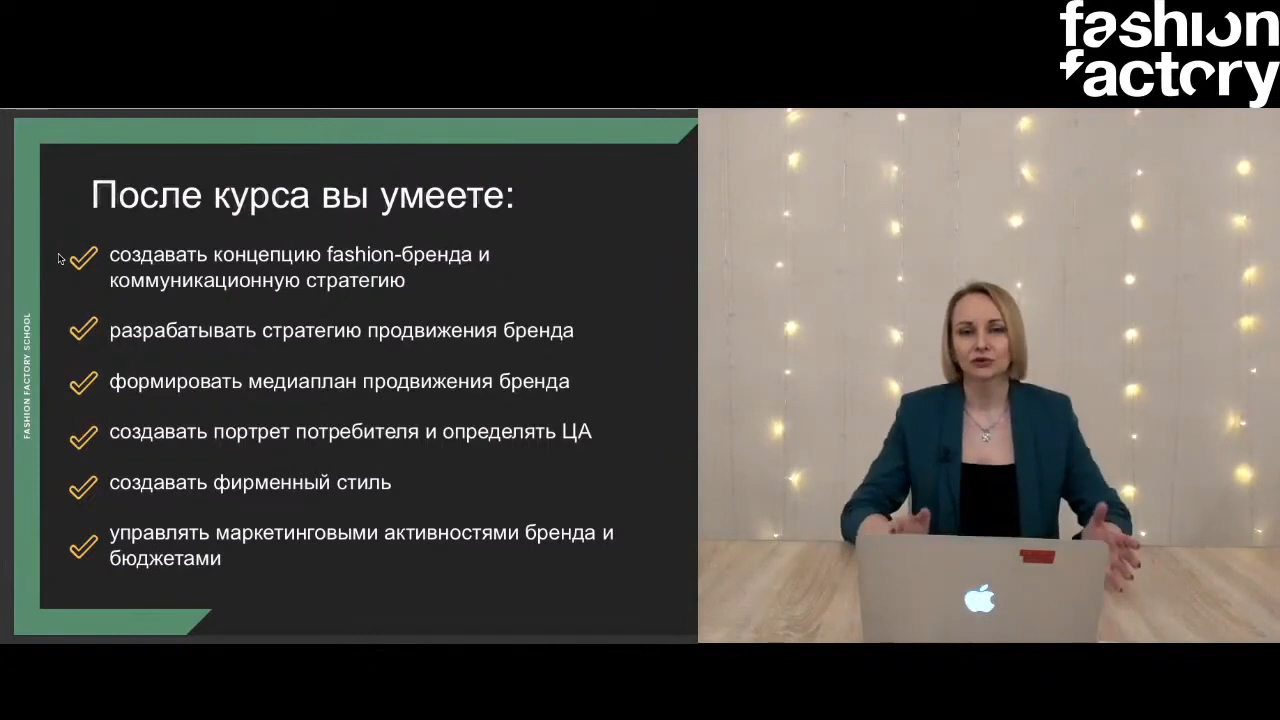 fashion
factory
После курса вы умеете:
создавать концепцию fashion-бренда и
коммуникационную стратегию
разрабатывать стратегию продвижения бренда
формировать медиаплан продвижения бренда
создавать портрет потребителя и определять ЦА
создавать фирменный стиль
управлять маркетинговыми активностями бренда и
бюджетами
FASHION FACTORY SCHOOL